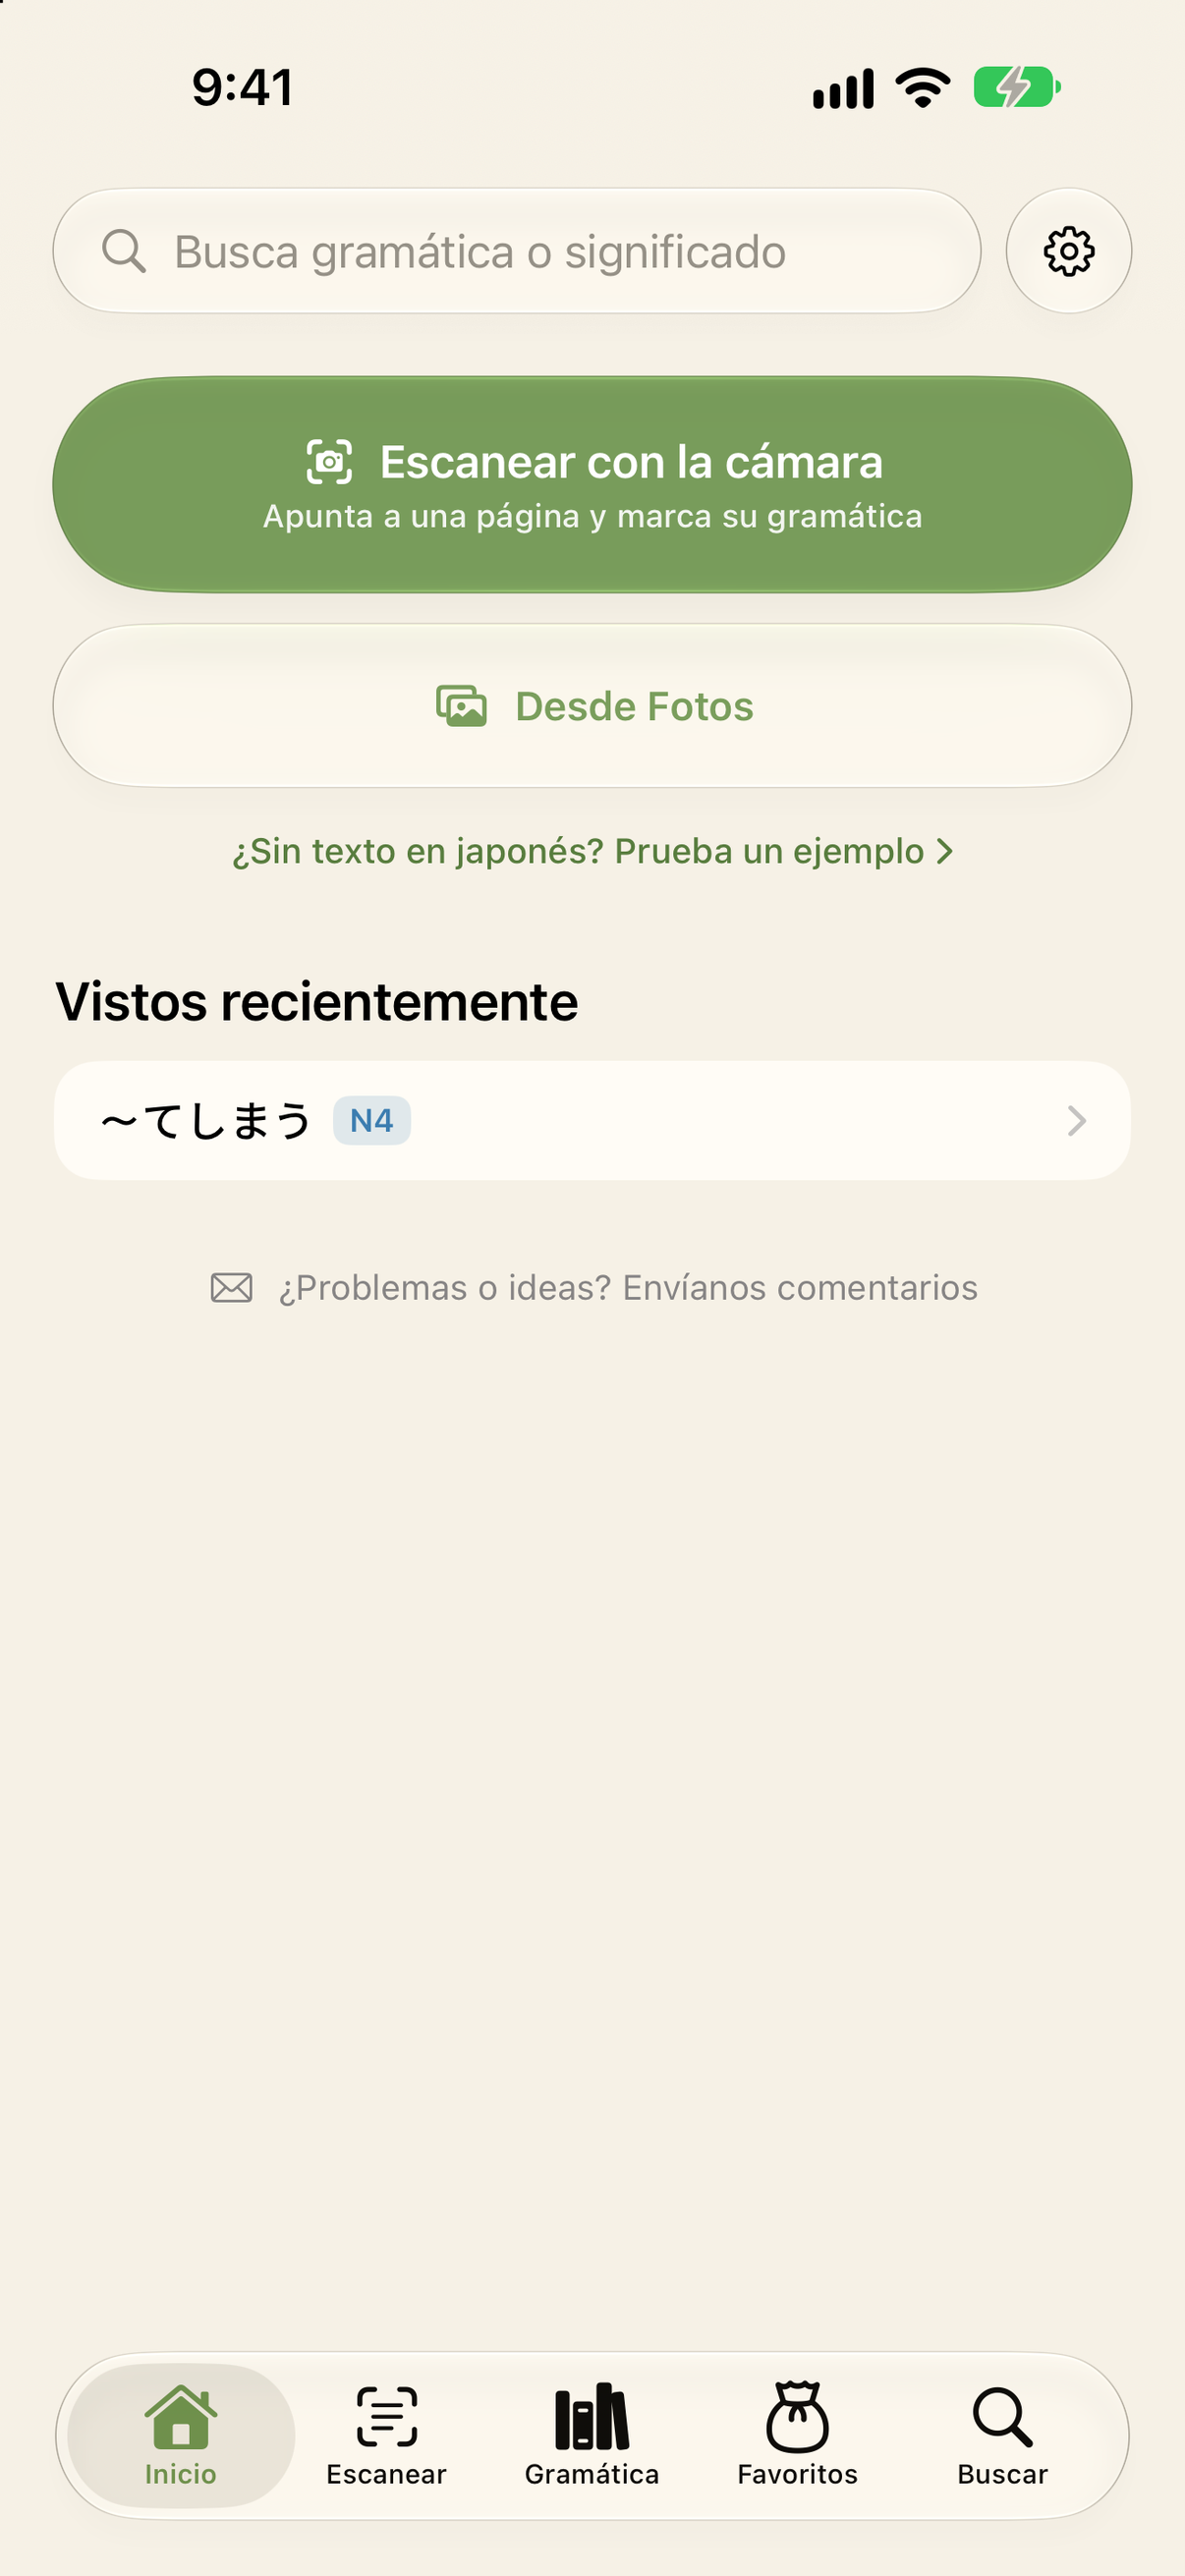 9:41
Busca gramática o significado
Escanear con la cámara
Apunta a una página y marca su gramática
Desde Fotos
¿Sin texto en japonés? Prueba un ejemplo
Vistos recientemente
～てしまう N4
¿Problemas o ideas? Envíanos comentarios
Inicio Escanear Gramática Favoritos Buscar